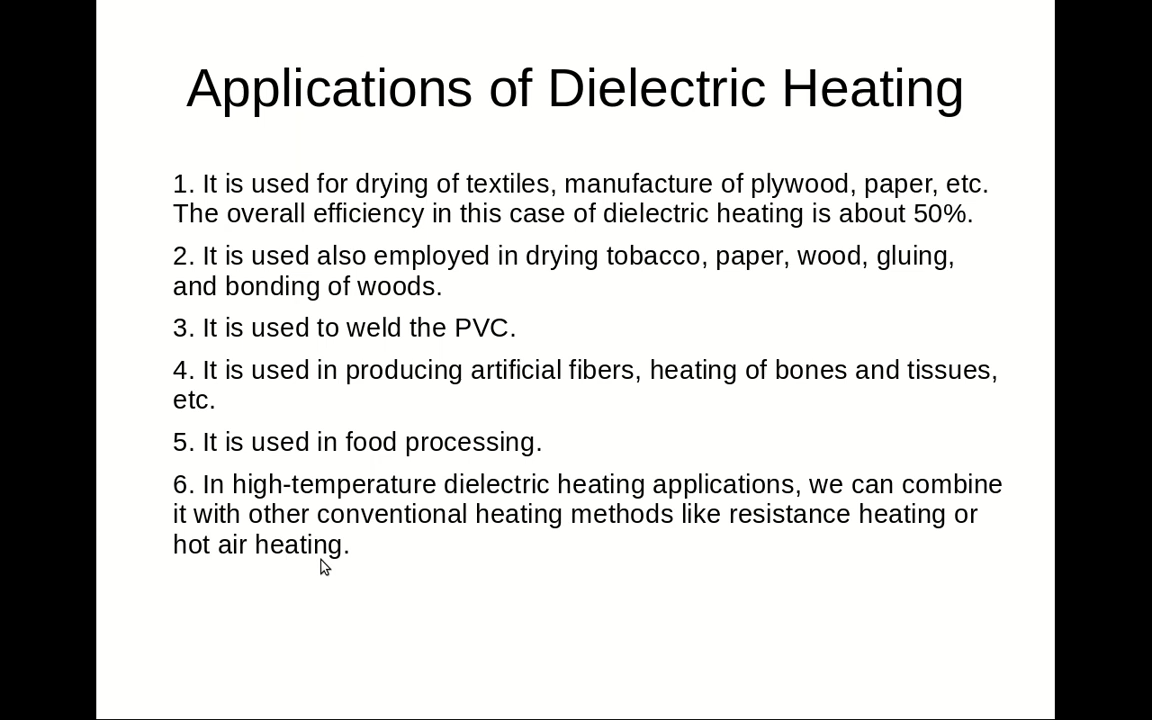 Applications of Dielectric Heating
1. It is used for drying of textiles, manufacture of plywood, paper, etc.
The overall efficiency in this case of dielectric heating is about 50%.
2. It is used also employed in drying tobacco, paper, wood, gluing,
and bonding of woods.
3. It is used to weld the PVC.
4. It is used in producing artificial fibers, heating of bones and tissues,
etc.
5. It is used in food processing.
6. In high-temperature dielectric heating applications, we can combine
it with other conventional heating methods like resistance heating or
hot air heating.